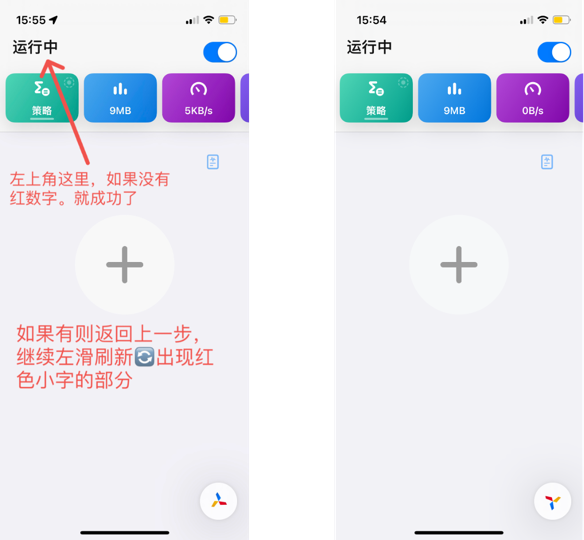 15:55
运行中
策略
9MB
5KB/s
左上角这里，如果没有
红数字。就成功了
如果有则返回上一步，
继续左滑刷新🔄出现红
色小字的部分
15:54
运行中
策略
9MB
0B/s